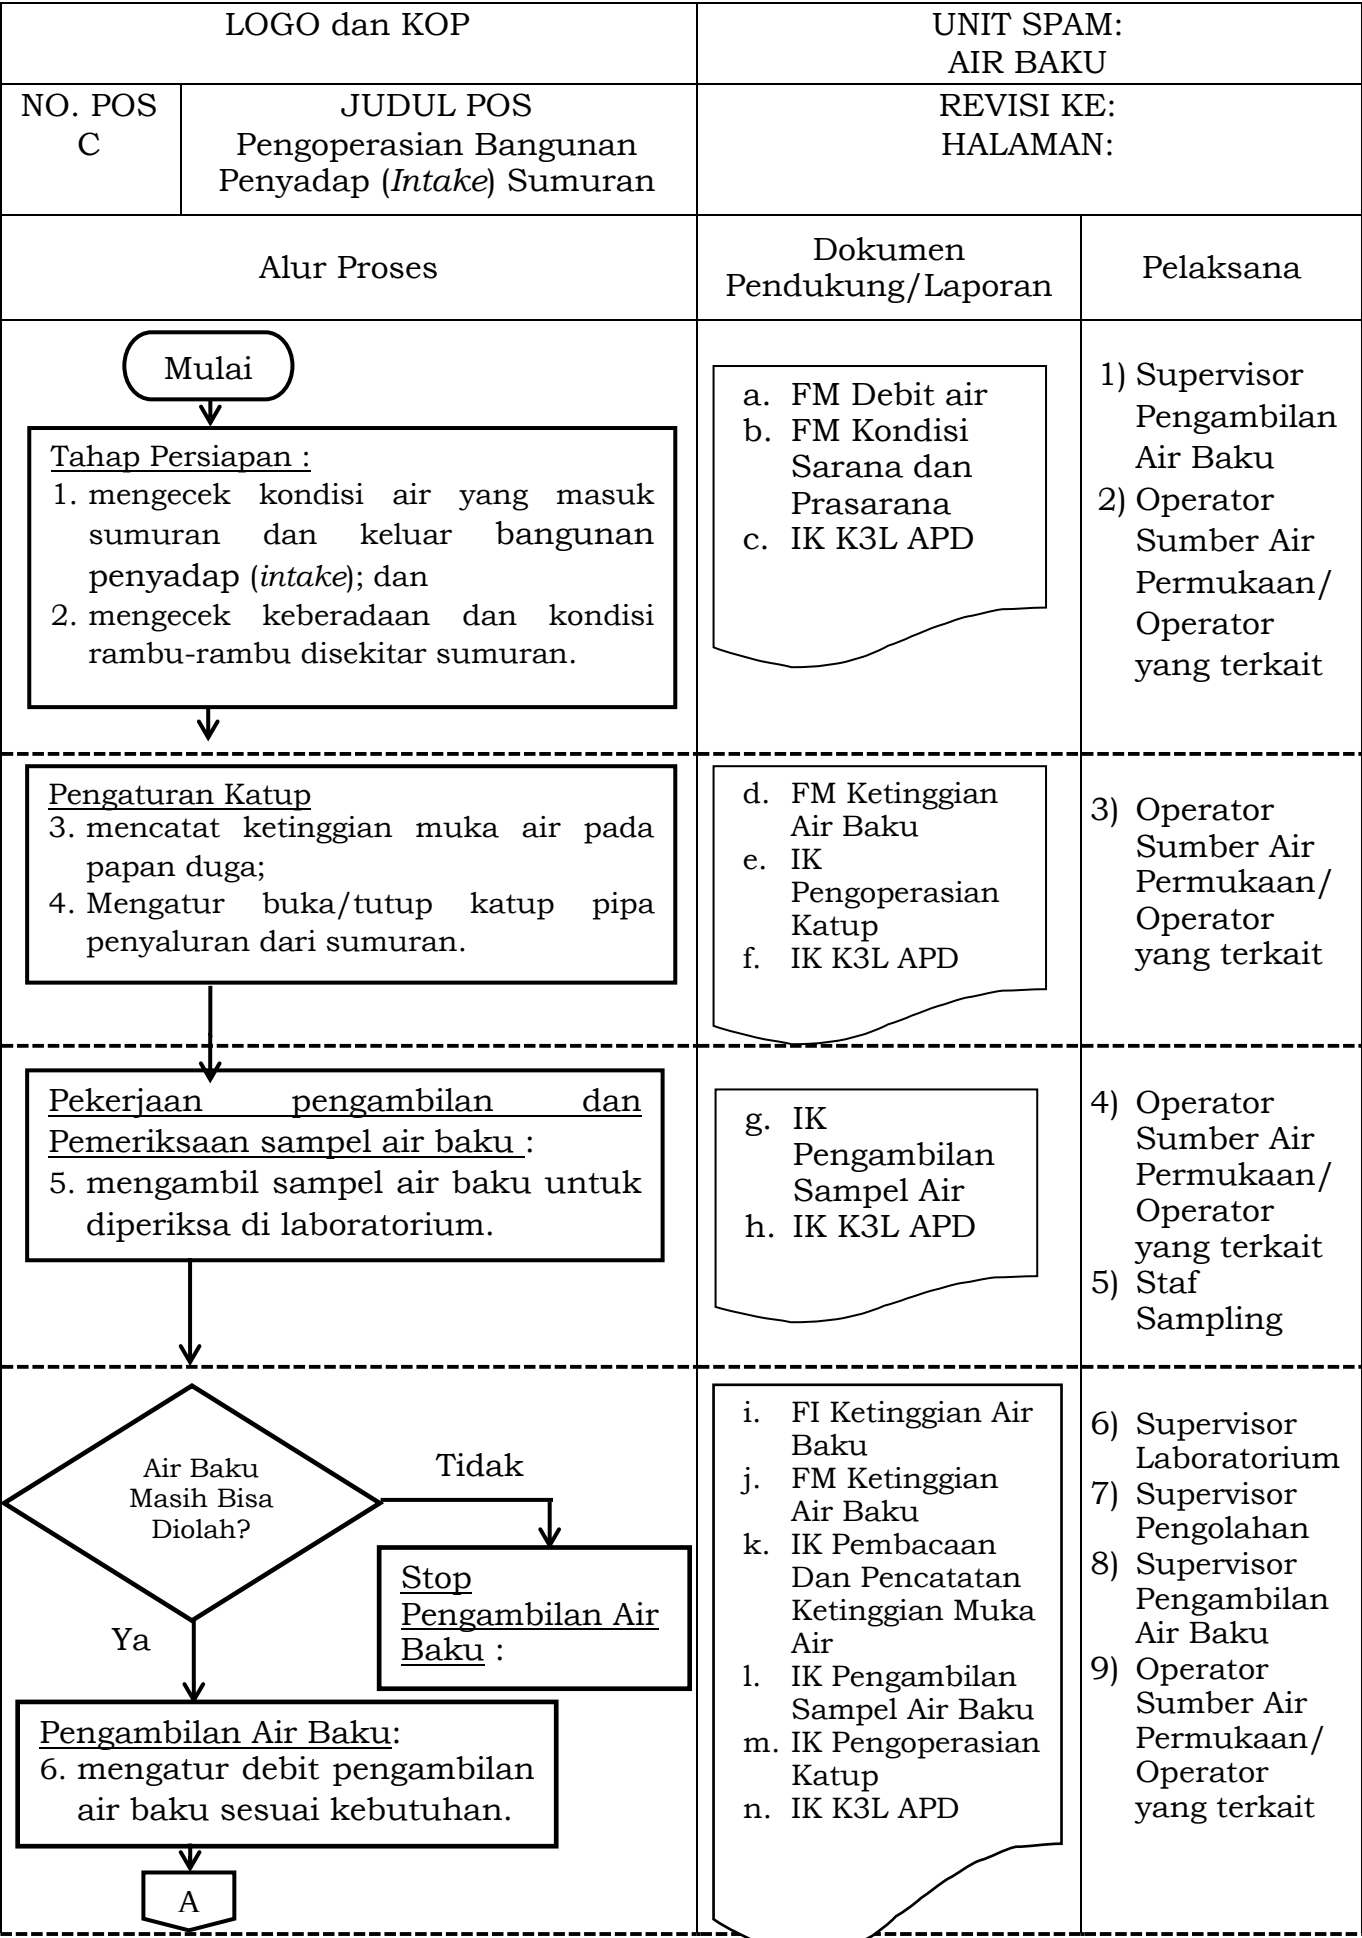 LOGO dan KOP
UNIT SPAM:
AIR BAKU
NO. POS
C
JUDUL POS
Pengoperasian Bangunan
Penyadap (Intake) Sumuran
REVISI KE:
HALAMAN:
Alur Proses
Dokumen
Pendukung/Laporan
Pelaksana
Mulai
Tahap Persiapan :
1. mengecek kondisi air yang masuk
sumuran dan keluar bangunan
penyadap (intake); dan
2. mengecek keberadaan dan kondisi
rambu-rambu disekitar sumuran.
a. FM Debit air
b. FM Kondisi
Sarana dan
Prasarana
c. IK K3L APD
1) Supervisor
Pengambilan
Air Baku
2) Operator
Sumber Air
Permukaan/
Operator
yang terkait
Pengaturan Katup
3. mencatat ketinggian muka air pada
papan duga;
4. Mengatur buka/tutup katup pipa
penyaluran dari sumuran.
d. FM Ketinggian
Air Baku
e. IK
Pengoperasian
Katup
f. IK K3L APD
3) Operator
Sumber Air
Permukaan/
Operator
yang terkait
Pekerjaan pengambilan dan
Pemeriksaan sampel air baku :
5. mengambil sampel air baku untuk
diperiksa di laboratorium.
g. IK
Pengambilan
Sampel Air
h. IK K3L APD
4) Operator
Sumber Air
Permukaan/
Operator
yang terkait
5) Staf
Sampling
Air Baku
Masih Bisa
Diolah?
Tidak
Stop
Pengambilan Air
Baku :
Ya
Pengambilan Air Baku:
6. mengatur debit pengambilan
air baku sesuai kebutuhan.
A
i. FI Ketinggian Air
Baku
j. FM Ketinggian
Air Baku
k. IK Pembacaan
Dan Pencatatan
Ketinggian Muka
Air
l. IK Pengambilan
Sampel Air Baku
m. IK Pengoperasian
Katup
n. IK K3L APD
6) Supervisor
Laboratorium
7) Supervisor
Pengolahan
8) Supervisor
Pengambilan
Air Baku
9) Operator
Sumber Air
Permukaan/
Operator
yang terkait